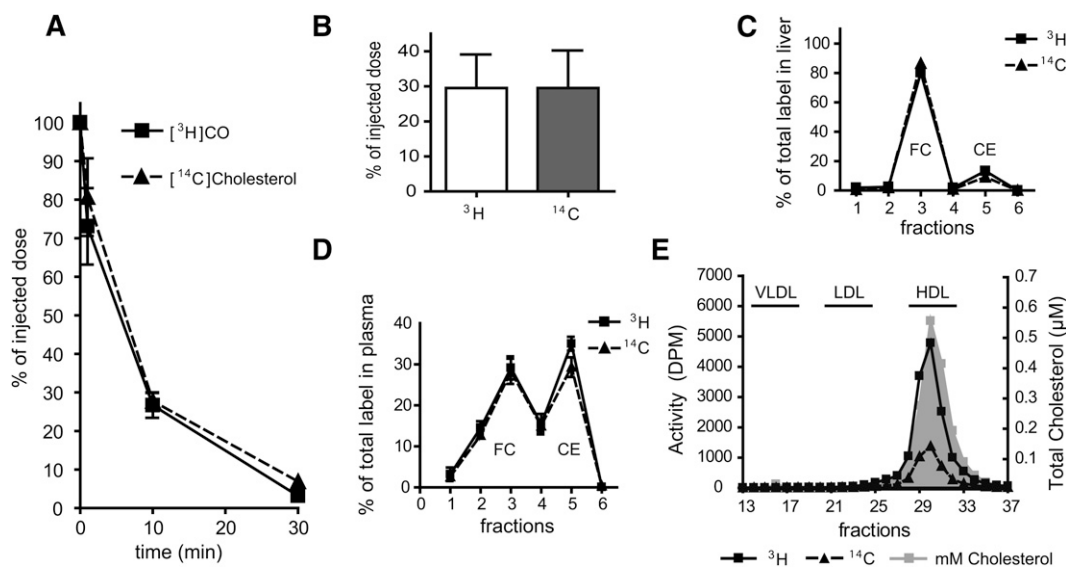 A
% of injected dose
100
90
80
70
60
50
40
30
20
10
0
0 10 20 30
time (min)
[³H]CO
[¹⁴C]Cholesterol
B
% of injected dose
40
30
20
10
0
³H ¹⁴C
C
% of total label in liver
100
80
60
40
20
0
FC CE
1 2 3 4 5 6
fractions
³H
¹⁴C
D
% of total label in plasma
40
30
20
10
0
FC CE
0 1 2 3 4 5 6
fractions
³H
¹⁴C
E
Activity (DPM)
7000
6000
5000
4000
3000
2000
1000
0
VLDL LDL HDL
0.7
0.6
0.5
0.4
0.3
0.2
0.1
Total Cholesterol (µM)
13 17 21 25 29 33 37
fractions
³H ¹⁴C mM Cholesterol